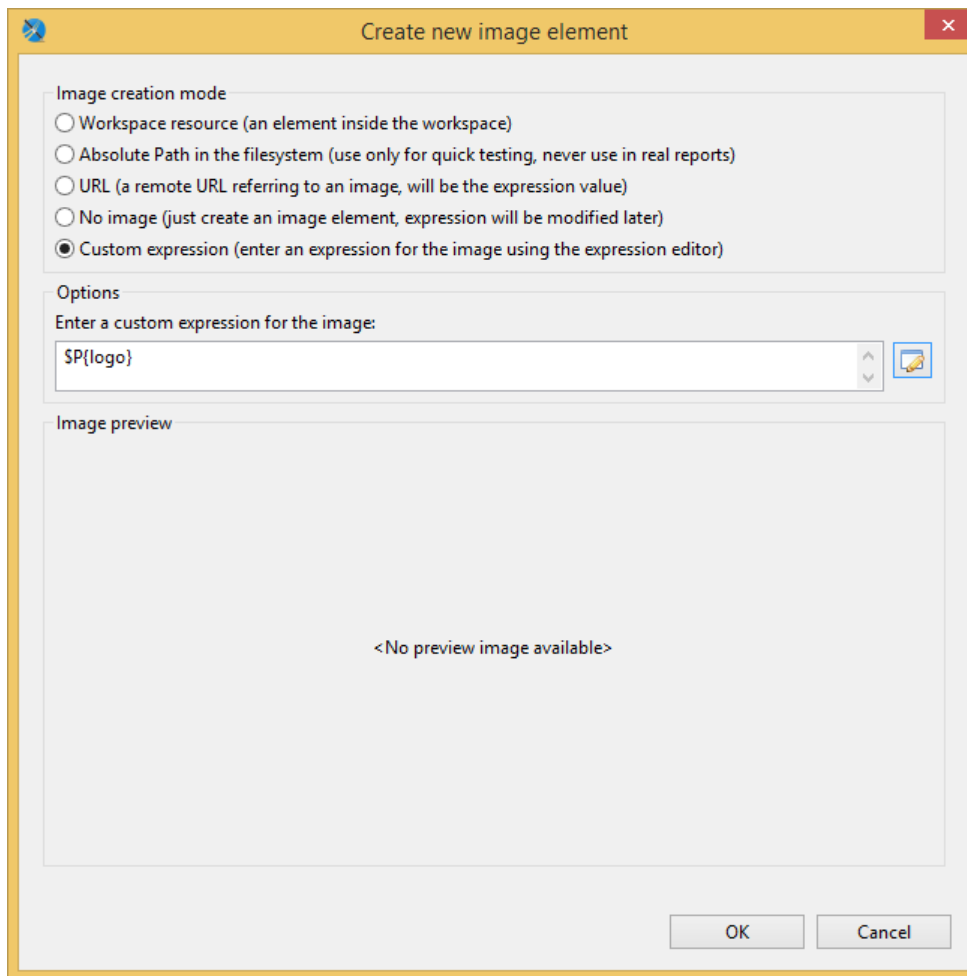 Create new image element
Image creation mode
Workspace resource (an element inside the workspace)
Absolute Path in the filesystem (use only for quick testing, never use in real reports)
URL (a remote URL referring to an image, will be the expression value)
No image (just create an image element, expression will be modified later)
Custom expression (enter an expression for the image using the expression editor)
Options
Enter a custom expression for the image:
$P{logo}
Image preview
<No preview image available>
OK
Cancel